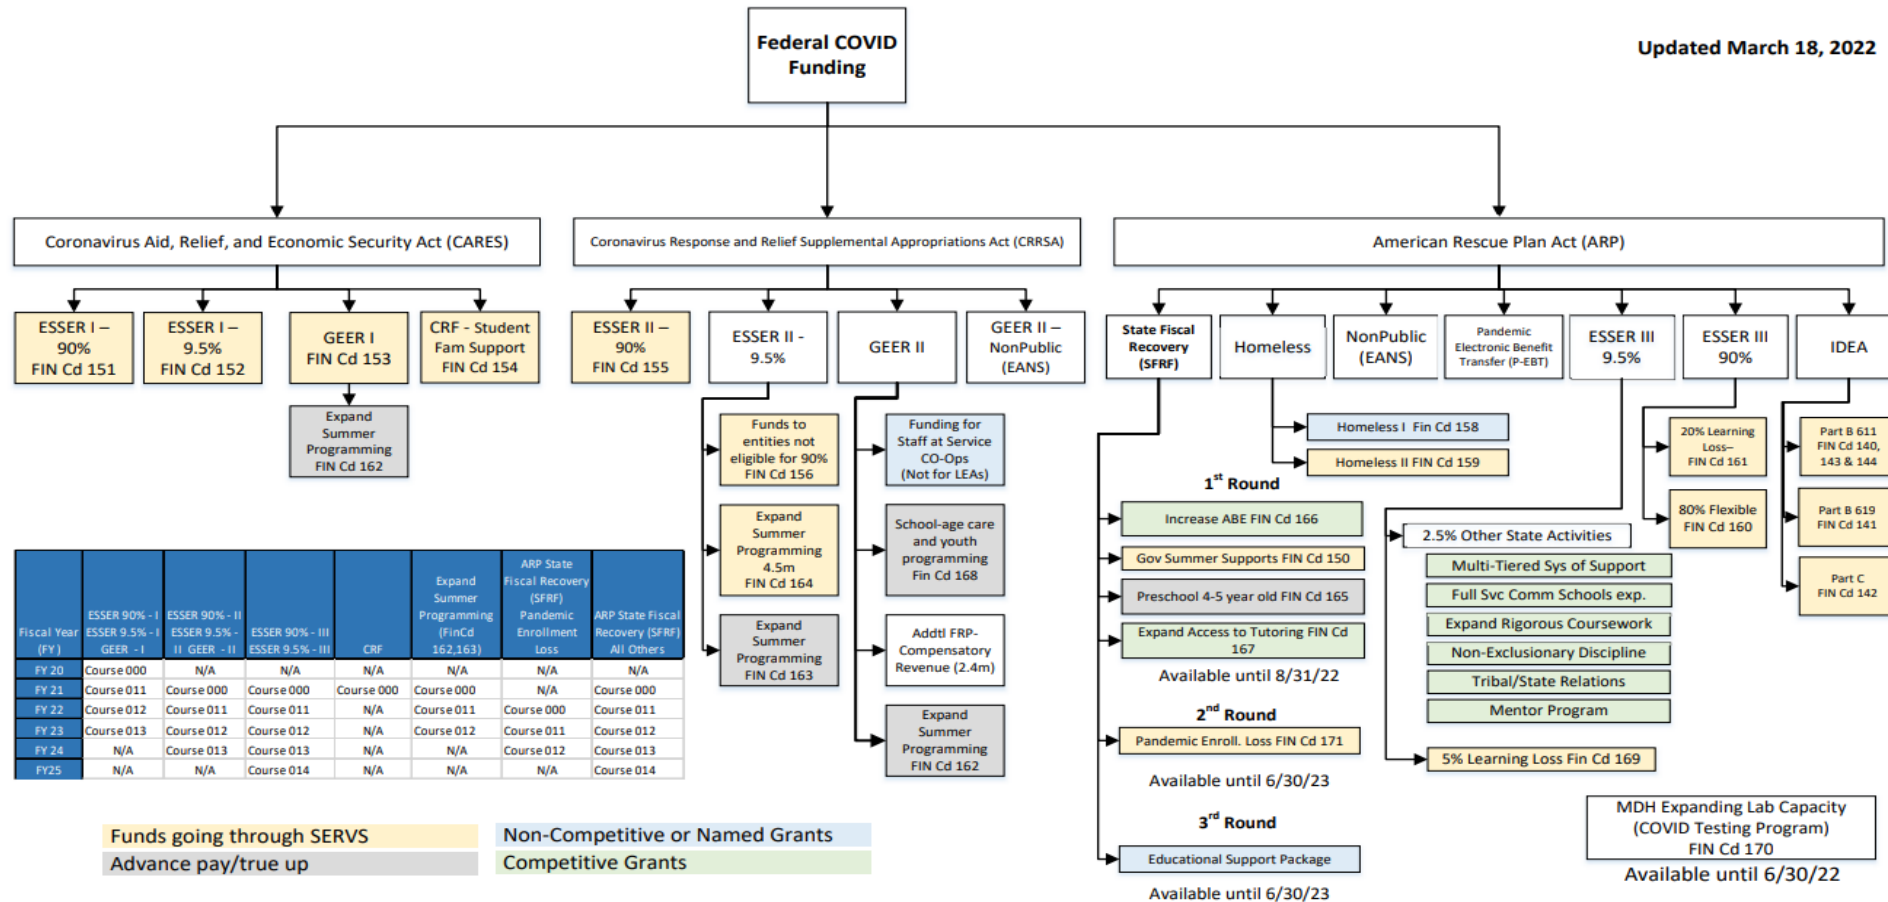 Federal COVID
Funding
Updated March 18, 2022
Coronavirus Aid, Relief, and Economic Security Act (CARES)
Coronavirus Response and Relief Supplemental Appropriations Act (CRRSA)
American Rescue Plan Act (ARP)
ESSER I –
90%
FIN Cd 151
ESSER I –
9.5%
FIN Cd 152
GEER I
FIN Cd 153
CRF - Student
Fam Support
FIN Cd 154
Expand
Summer
Programming
FIN Cd 162
ESSER II –
90%
FIN Cd 155
ESSER II -
9.5%
GEER II
GEER II –
NonPublic
(EANS)
Funds to
entities not
eligible for 90%
FIN Cd 156
Expand
Summer
Programming
4.5m
FIN Cd 164
Expand
Summer
Programming
FIN Cd 163
Funding for
Staff at Service
CO-Ops
(Not for LEAs)
School-age care
and youth
programming
Fin Cd 168
Addtl FRP-
Compensatory
Revenue (2.4m)
Expand
Summer
Programming
FIN Cd 162
State Fiscal
Recovery
(SFRF)
Homeless
NonPublic
(EANS)
Pandemic
Electronic Benefit
Transfer (P-EBT)
ESSER III
9.5%
ESSER III
90%
IDEA
Homeless I Fin Cd 158
Homeless II FIN Cd 159
1st Round
Increase ABE FIN Cd 166
Gov Summer Supports FIN Cd 150
Preschool 4-5 year old FIN Cd 165
Expand Access to Tutoring FIN Cd
167
Available until 8/31/22
2nd Round
Pandemic Enroll. Loss FIN Cd 171
Available until 6/30/23
3rd Round
Educational Support Package
Available until 6/30/23
2.5% Other State Activities
Multi-Tiered Sys of Support
Full Svc Comm Schools exp.
Expand Rigorous Coursework
Non-Exclusionary Discipline
Tribal/State Relations
Mentor Program
5% Learning Loss Fin Cd 169
20% Learning
Loss–
FIN Cd 161
80% Flexible
FIN Cd 160
Part B 611
FIN Cd 140,
143 & 144
Part B 619
FIN Cd 141
Part C
FIN Cd 142
MDH Expanding Lab Capacity
(COVID Testing Program)
FIN Cd 170
Available until 6/30/22
Fiscal Year
(FY )
ESSER 90% - I
ESSER 9.5% - I
GEER - I
ESSER 90% - II
ESSER 9.5% -
II GEER - II
ESSER 90% - III
ESSER 9.5% - III
CRF
Expand
Summer
Programming
(FinCd
162,163)
ARP State
Fiscal Recovery
(SFRF)
Pandemic
Enrollment
Loss
ARP State Fiscal
Recovery (SFRF)
All Others
FY 20 Course 000 N/A N/A N/A N/A N/A N/A
FY 21 Course 011 Course 000 Course 000 Course 000 Course 000 N/A Course 000
FY 22 Course 012 Course 011 Course 011 N/A Course 011 Course 000 Course 011
FY 23 Course 013 Course 012 Course 012 N/A Course 012 Course 011 Course 012
FY 24 N/A Course 013 Course 013 N/A N/A Course 012 Course 013
FY25 N/A N/A Course 014 N/A N/A N/A Course 014
Funds going through SERVS
Non-Competitive or Named Grants
Advance pay/true up
Competitive Grants